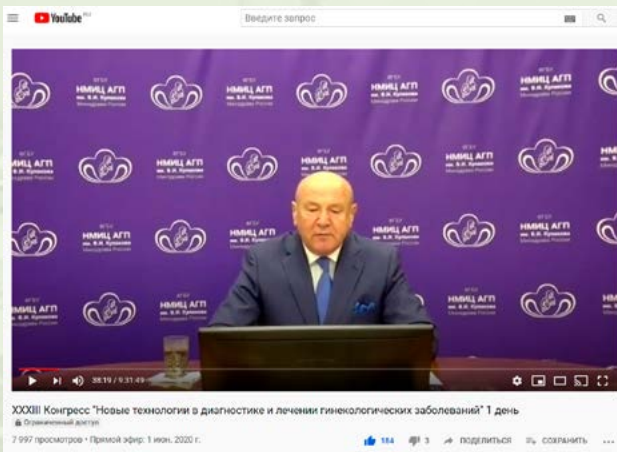 YouTube RU
Введите запрос
ФГБУ НМИЦ АГП им. В.И. Кулакова Минздрава России
38:19 / 9:31:49
XXXIII Конгресс "Новые технологии в диагностике и лечении гинекологических заболеваний" 1 день
Ограниченный доступ
7 997 просмотров • Прямой эфир: 1 июн. 2020 г.
184
3
ПОДЕЛИТЬСЯ
СОХРАНИТЬ